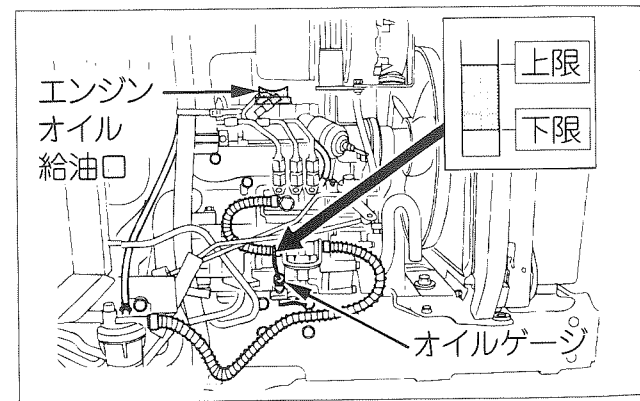 エンジン
オイル
給油口
上限
下限
オイルゲージ